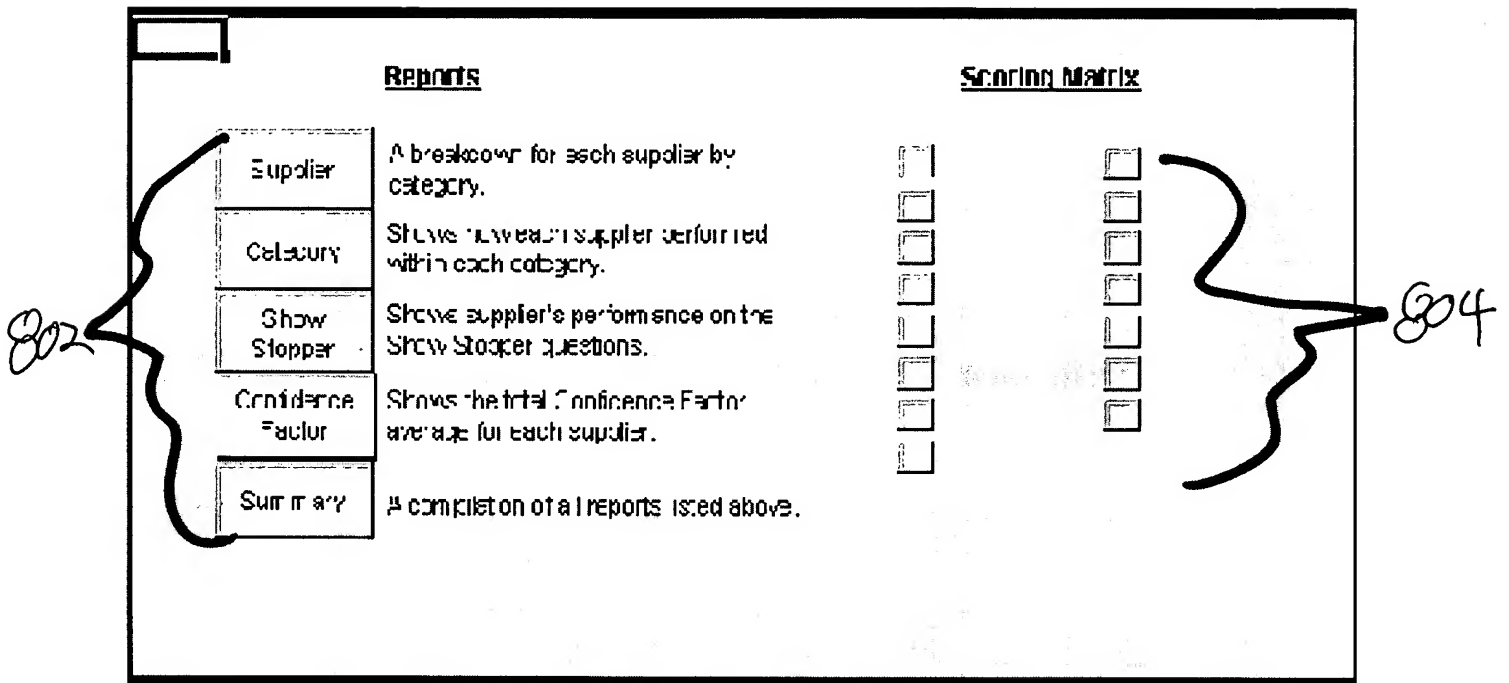 Reports
Scoring Matrix
Supplier
A breakdown for each supplier by
category.
Category
Shows how each supplier performed
within each category.
Show
Stopper
Shows supplier's performance on the
Show Stopper questions.
Confidence
Factor
Shows the total Confidence Factor
average for each supplier.
Summary
A compilation of all reports listed above.
802
804